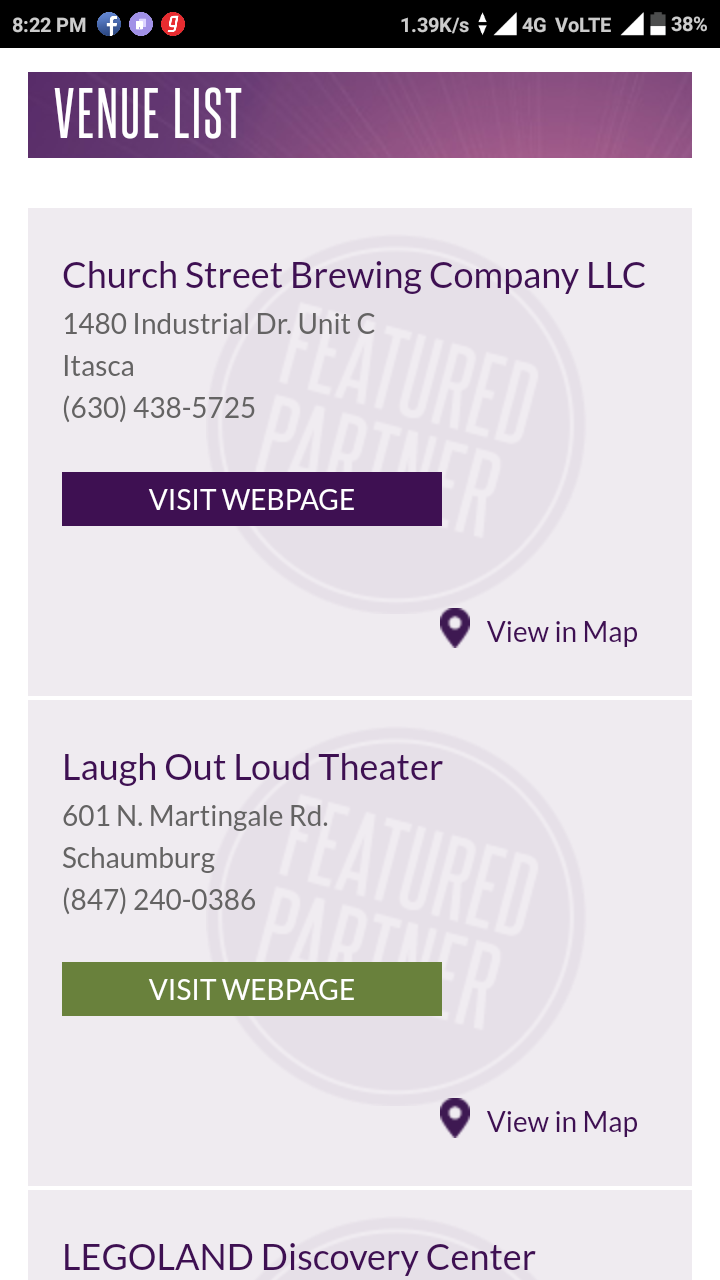 8:22 PM 1.39K/s 4G VoLTE 38%
VENUE LIST
Church Street Brewing Company LLC
1480 Industrial Dr. Unit C
Itasca
(630) 438-5725
FEATURED
PARTNER
VISIT WEBPAGE
View in Map
Laugh Out Loud Theater
601 N. Martingale Rd.
Schaumburg
(847) 240-0386
FEATURED
PARTNER
VISIT WEBPAGE
View in Map
LEGOLAND Discovery Center